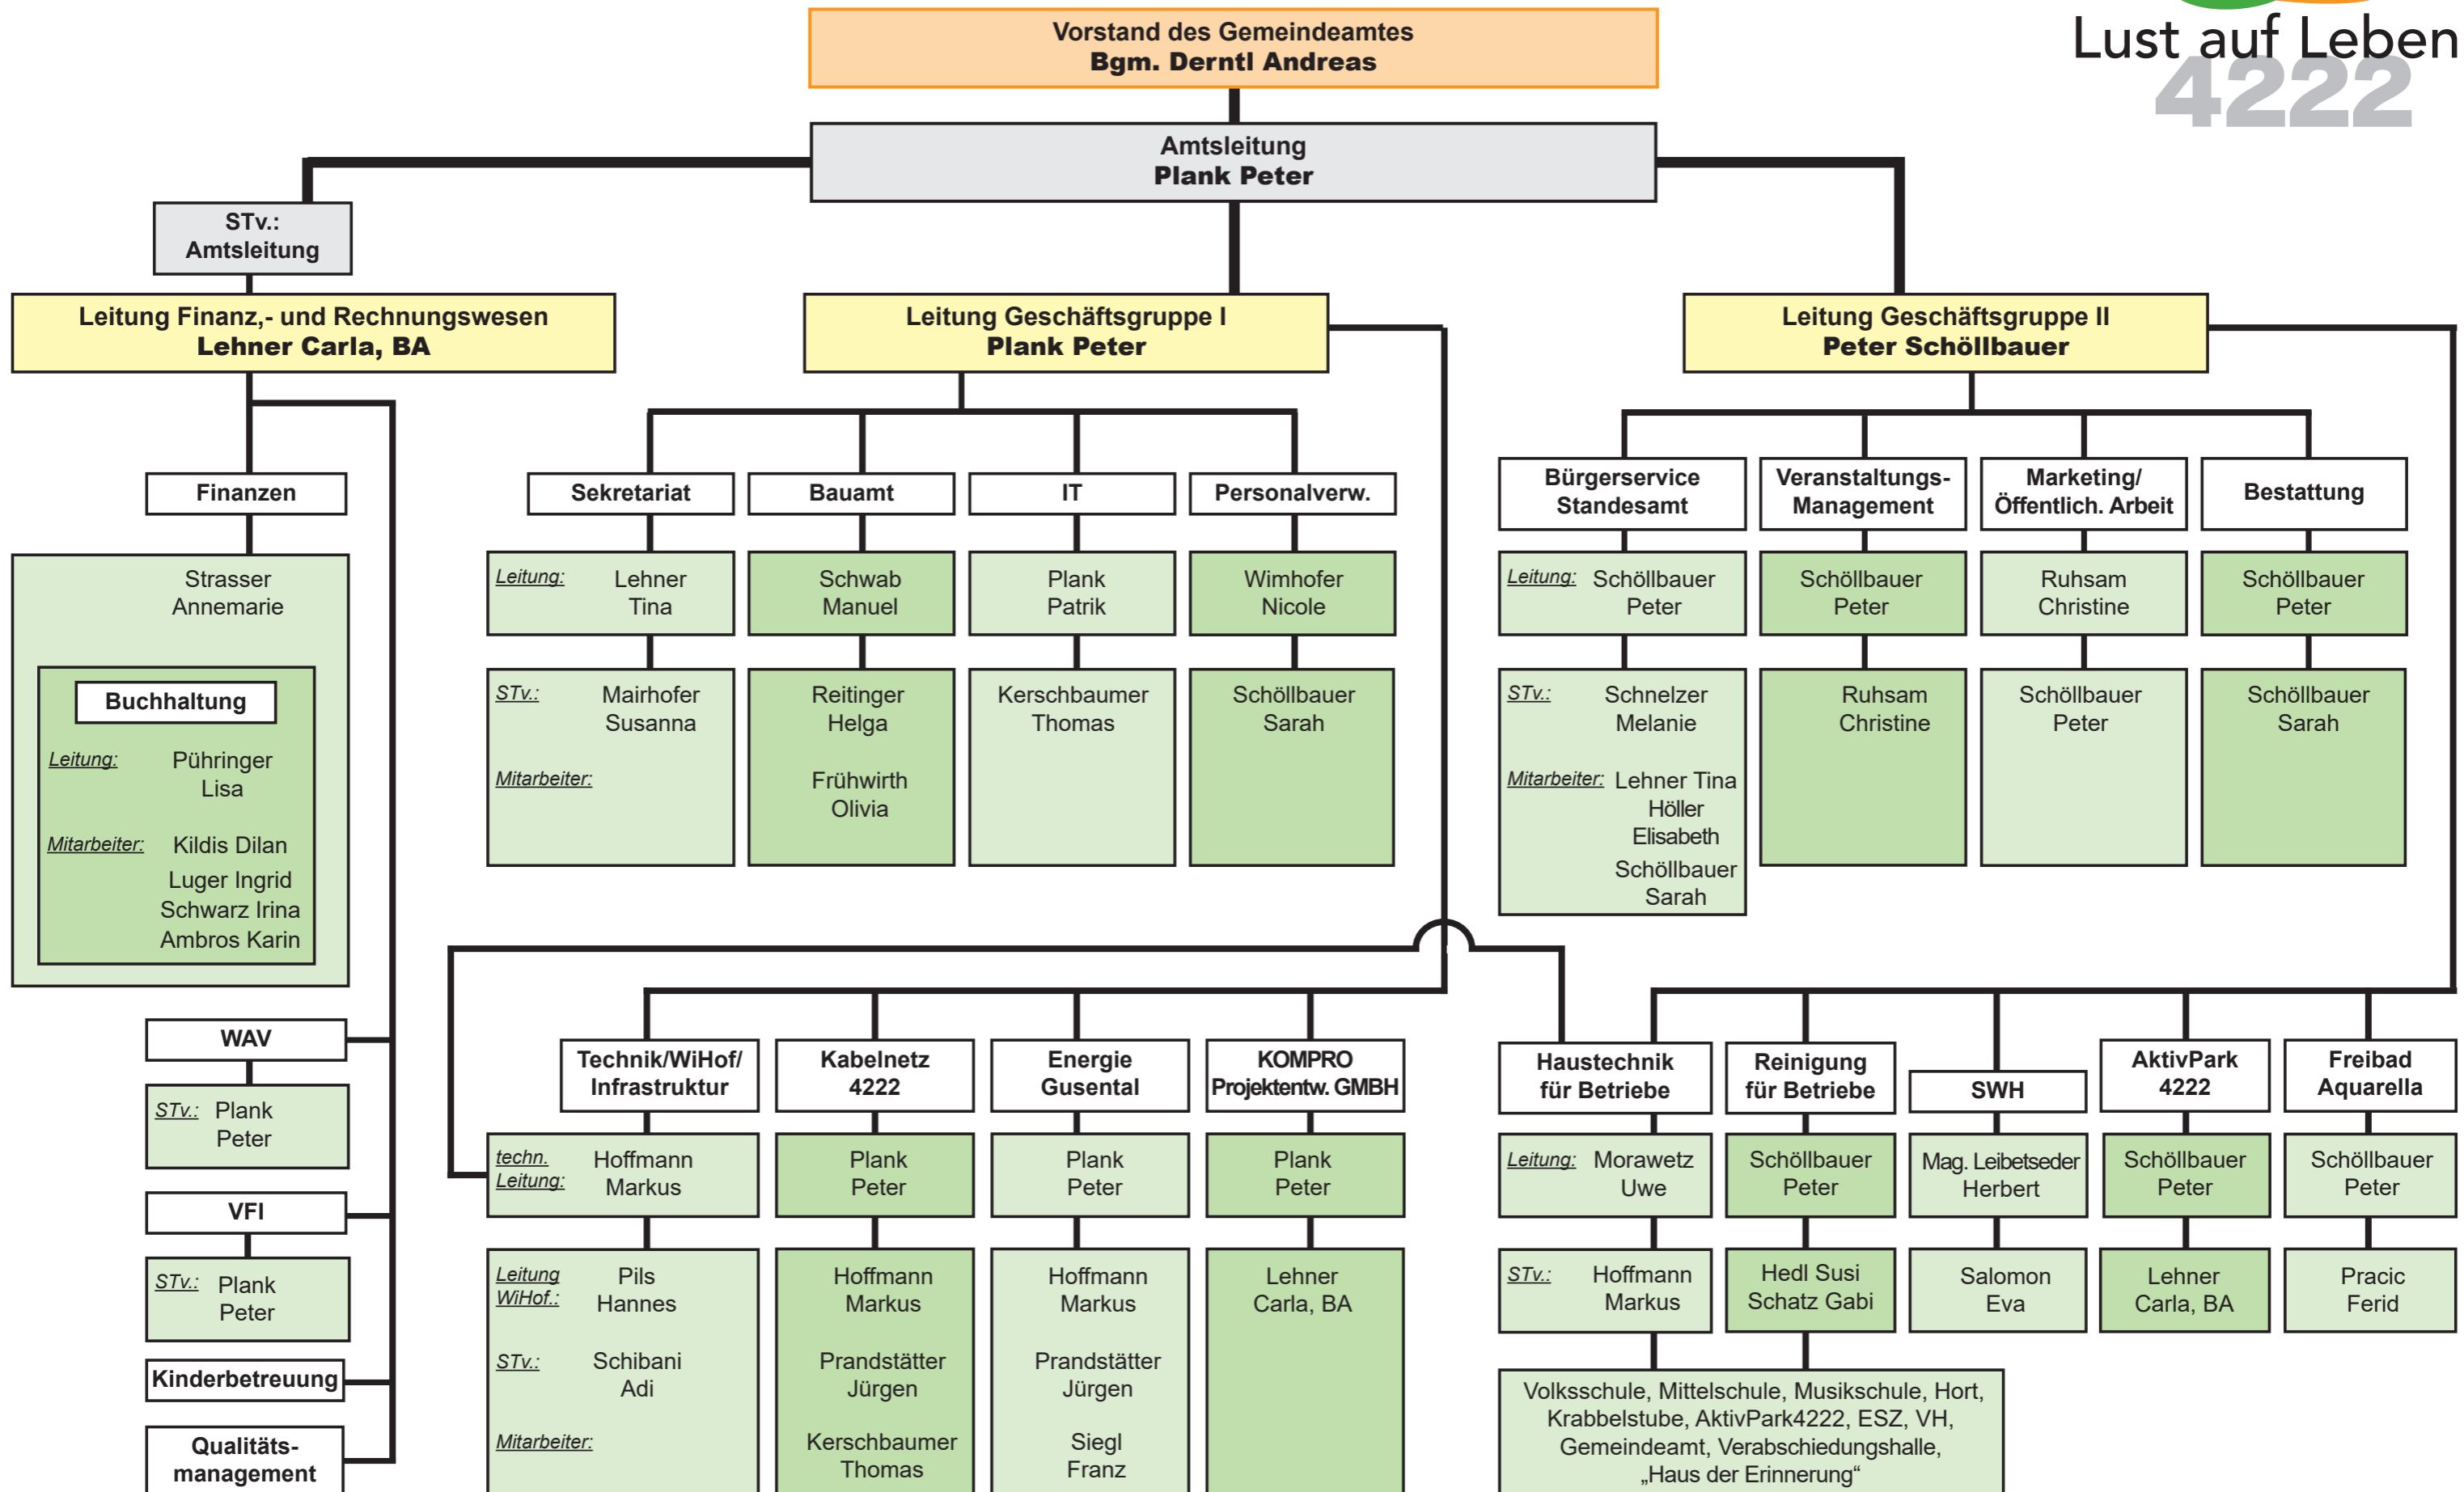 Lust auf Leben
4222
Vorstand des Gemeindeamtes
Bgm. Derntl Andreas
Amtsleitung
Plank Peter
STv.:
Amtsleitung
Leitung Finanz,- und Rechnungswesen
Lehner Carla, BA
Leitung Geschäftsgruppe I
Plank Peter
Leitung Geschäftsgruppe II
Peter Schöllbauer
Finanzen
Strasser
Annemarie
Buchhaltung
Leitung: Pühringer
Lisa
Mitarbeiter: Kildis Dilan
Luger Ingrid
Schwarz Irina
Ambros Karin
WAV
STv.: Plank
Peter
VFI
STv.: Plank
Peter
Kinderbetreuung
Qualitäts-
management
Sekretariat
Leitung: Lehner
Tina
STv.: Mairhofer
Susanna
Mitarbeiter:
Bauamt
Schwab
Manuel
Reitinger
Helga
Frühwirth
Olivia
IT
Plank
Patrik
Kerschbaumer
Thomas
Personalverw.
Wimhofer
Nicole
Schöllbauer
Sarah
Bürgerservice
Standesamt
Leitung: Schöllbauer
Peter
STv.: Schnelzer
Melanie
Mitarbeiter: Lehner Tina
Höller
Elisabeth
Schöllbauer
Sarah
Veranstaltungs-
Management
Schöllbauer
Peter
Ruhsam
Christine
Marketing/
Öffentlich. Arbeit
Ruhsam
Christine
Schöllbauer
Peter
Bestattung
Schöllbauer
Peter
Schöllbauer
Sarah
Technik/WiHof/
Infrastruktur
techn. Hoffmann
Leitung: Markus
Leitung Pils
WiHof.: Hannes
STv.: Schibani
Adi
Mitarbeiter:
Kabelnetz
4222
Plank
Peter
Hoffmann
Markus
Prandstätter
Jürgen
Kerschbaumer
Thomas
Energie
Gusental
Plank
Peter
Hoffmann
Markus
Prandstätter
Jürgen
Siegl
Franz
KOMPRO
Projektentw. GMBH
Plank
Peter
Lehner
Carla, BA
Haustechnik
für Betriebe
Leitung: Morawetz
Uwe
STv.: Hoffmann
Markus
Reinigung
für Betriebe
Schöllbauer
Peter
Hedl Susi
Schatz Gabi
SWH
Mag. Leibetseder
Herbert
Salomon
Eva
AktivPark
4222
Schöllbauer
Peter
Lehner
Carla, BA
Freibad
Aquarella
Schöllbauer
Peter
Pracic
Ferid
Volksschule, Mittelschule, Musikschule, Hort,
Krabbelstube, AktivPark4222, ESZ, VH,
Gemeindeamt, Verabschiedungshalle,
„Haus der Erinnerung“